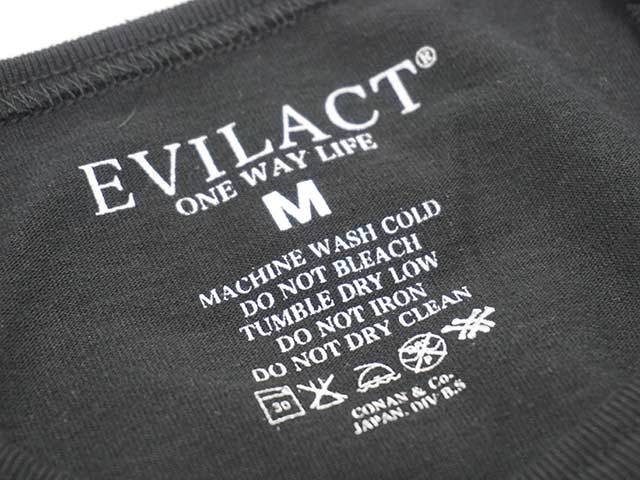 EVILACT®
ONE WAY LIFE
M
MACHINE WASH COLD
DO NOT BLEACH
TUMBLE DRY LOW
DO NOT IRON
DO NOT DRY CLEAN
30
CONAN & Co.
JAPAN. DIV B.S